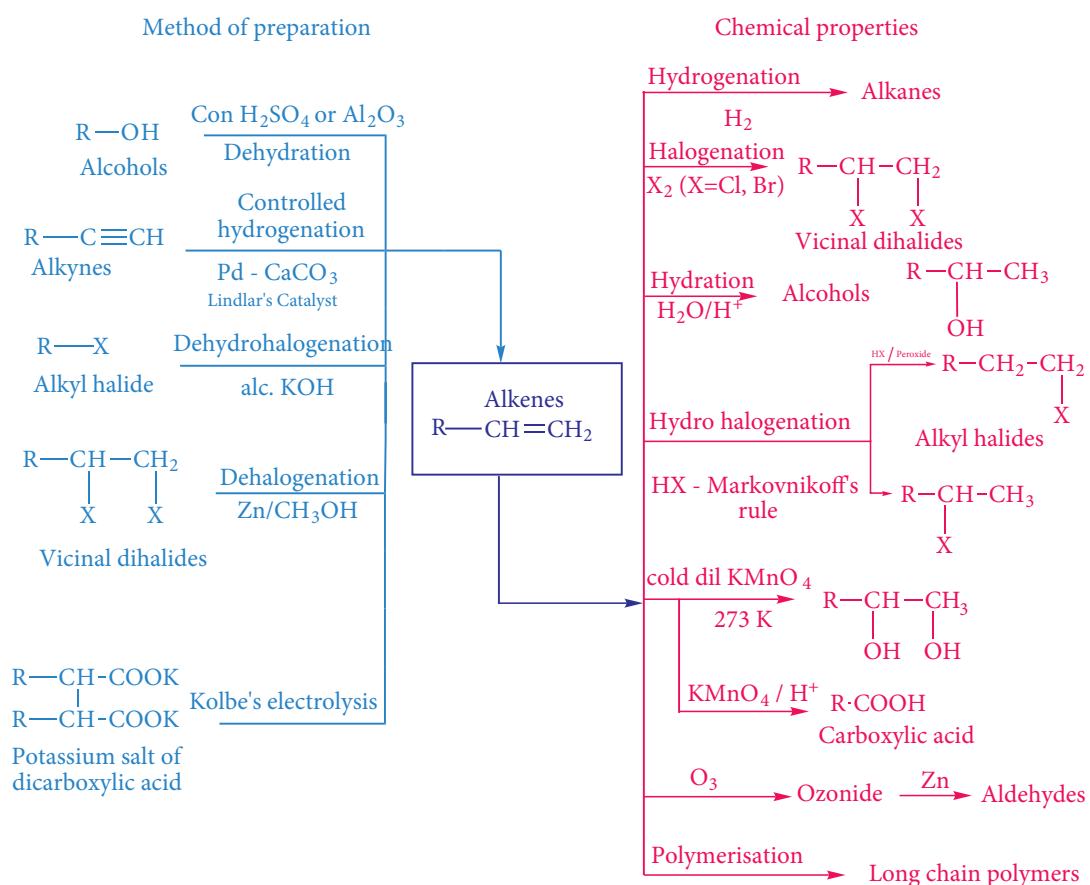 Method of preparation
R—OH
Alcohols
Con H₂SO₄ or Al₂O₃
Dehydration
R—C≡CH
Alkynes
Controlled
hydrogenation
Pd - CaCO₃
Lindlar's Catalyst
R—X
Alkyl halide
Dehydrohalogenation
alc. KOH
R—CH—CH₂
X X
Vicinal dihalides
Dehalogenation
Zn/CH₃OH
R—CH-COOK
R—CH-COOK
Potassium salt of
dicarboxylic acid
Kolbe's electrolysis
Alkenes
R—CH=CH₂
Chemical properties
Hydrogenation
H₂
Alkanes
Halogenation
X₂ (X=Cl, Br)
R—CH—CH₂
X X
Vicinal dihalides
Hydration
H₂O/H⁺
Alcohols
R—CH—CH₃
OH
Hydro halogenation
HX / Peroxide
R—CH₂-CH₂
X
Alkyl halides
HX - Markovnikoff's
rule
R—CH—CH₃
X
cold dil KMnO ₄
273 K
R—CH—CH₃
OH OH
KMnO₄ / H⁺
R·COOH
Carboxylic acid
O₃
Ozonide
Zn
Aldehydes
Polymerisation
Long chain polymers